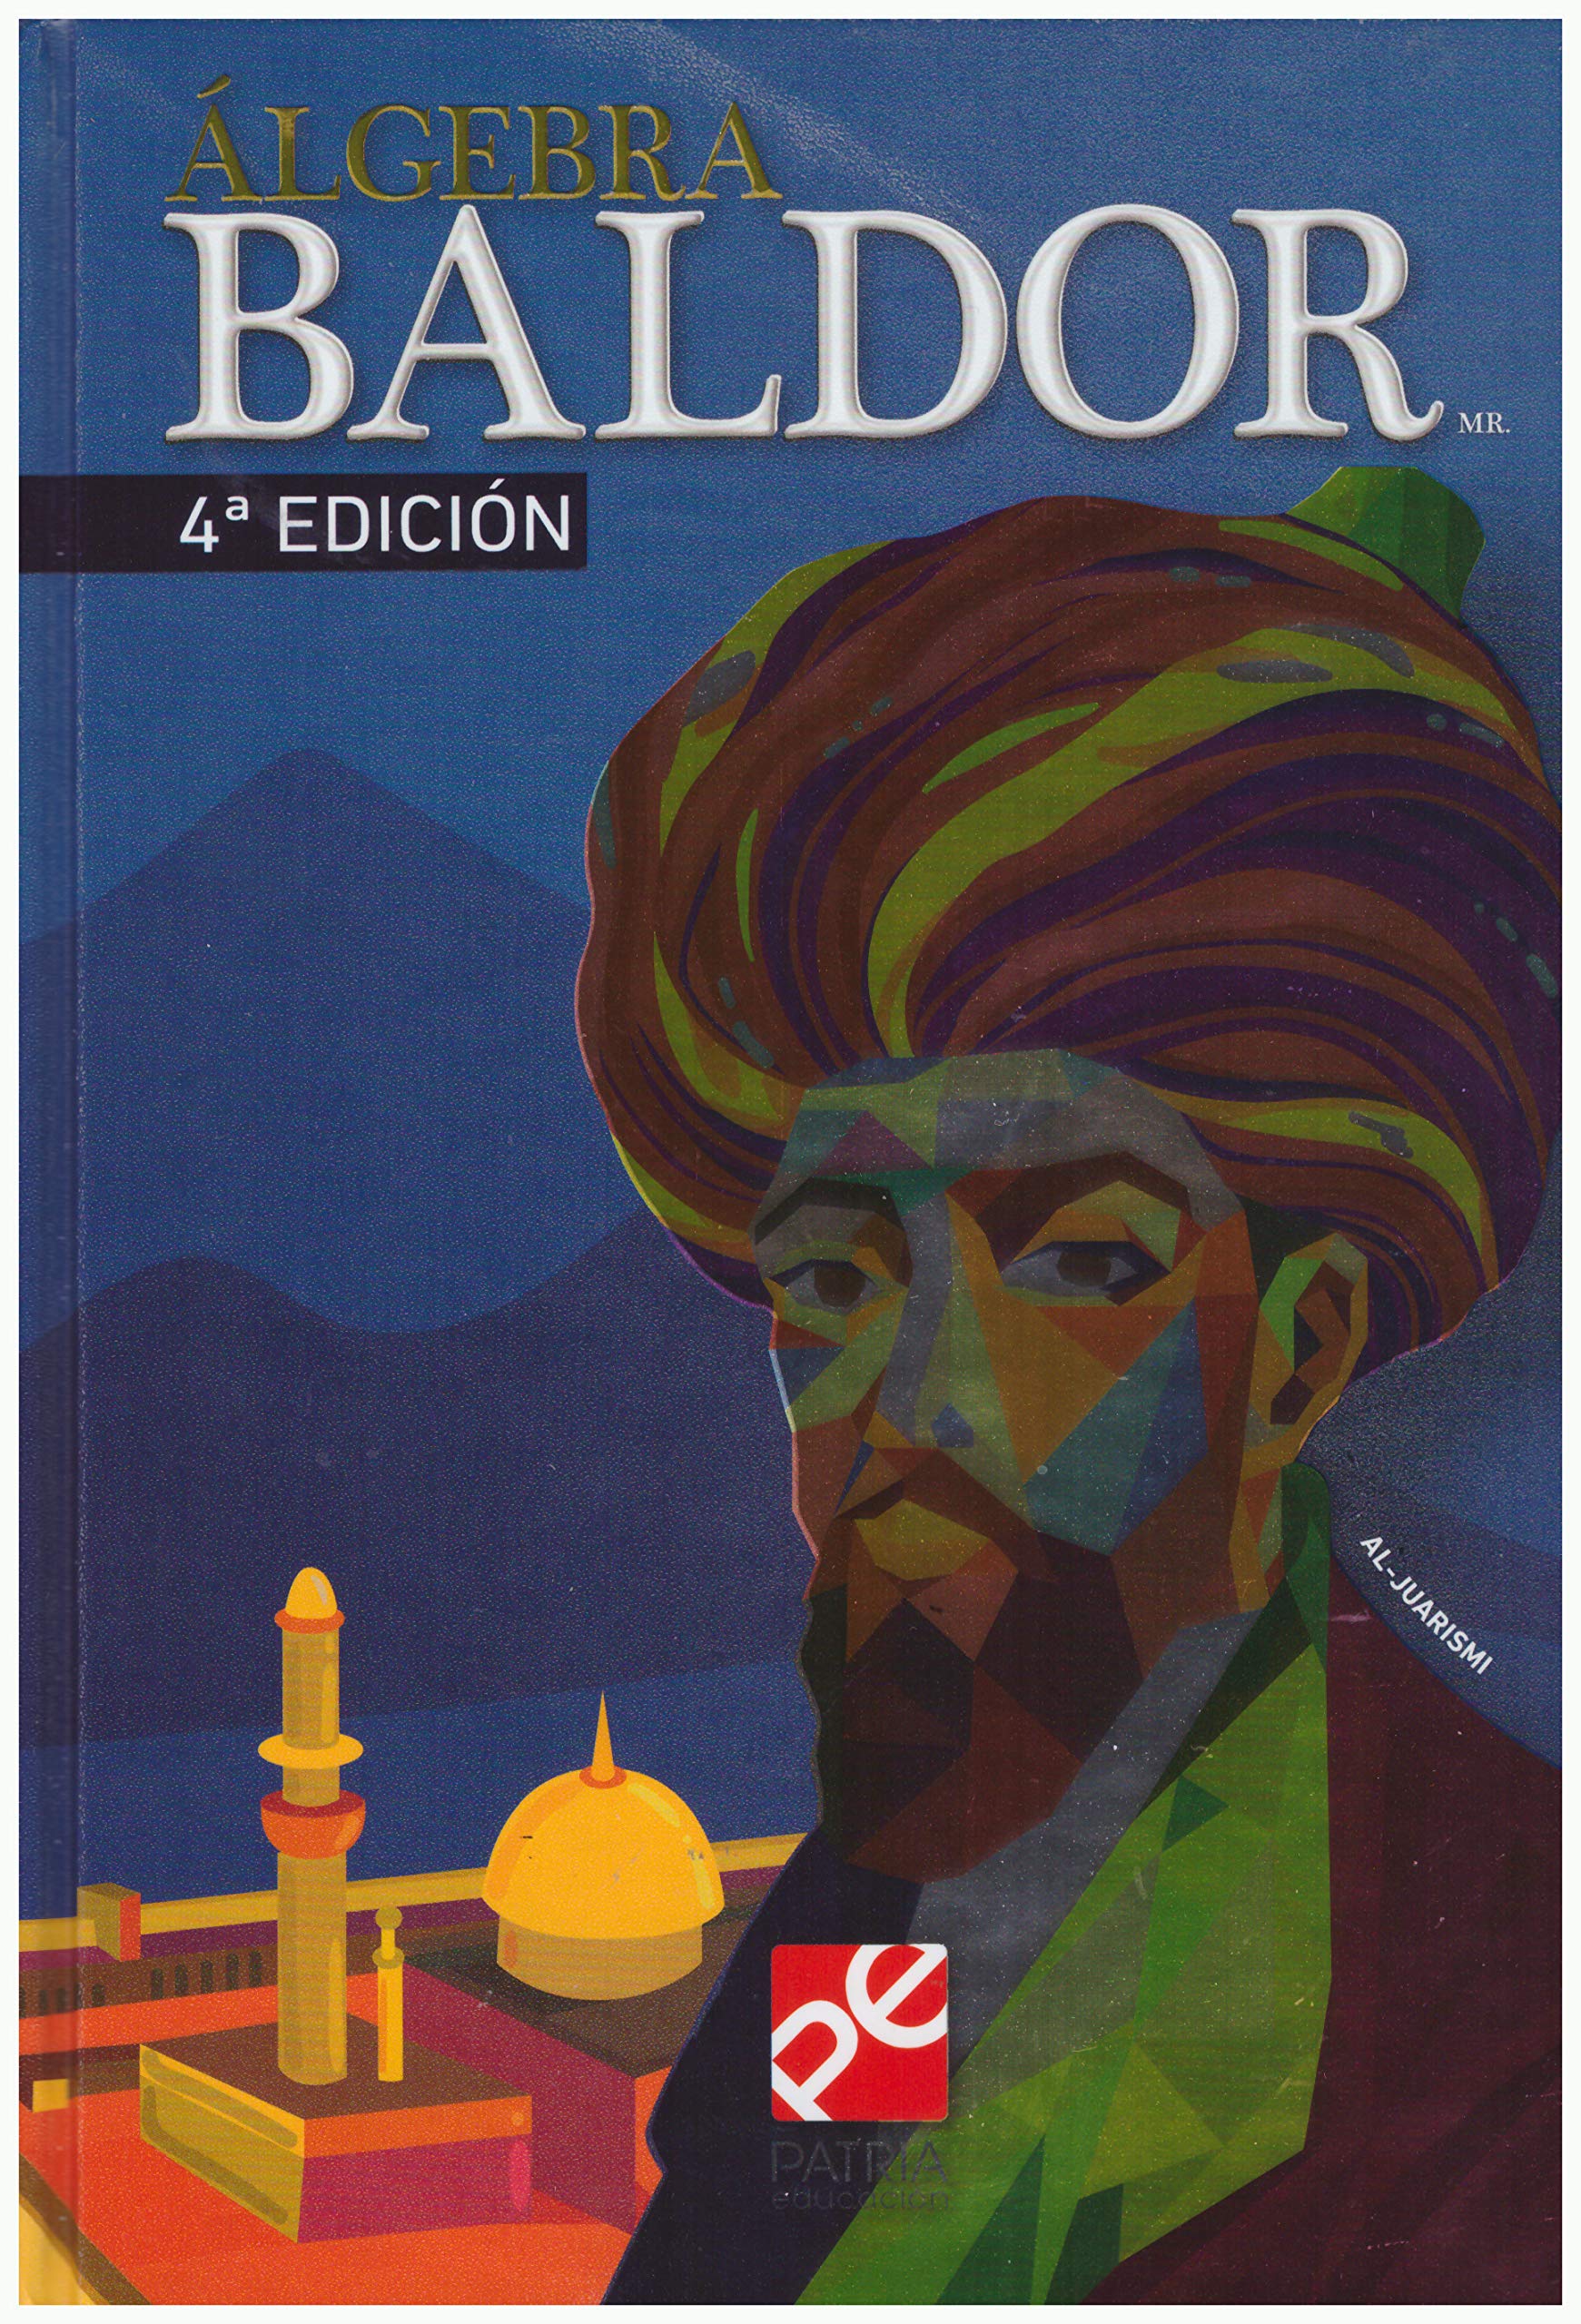 ÁLGEBRA
BALDOR MR.
4ª EDICIÓN
AL-JUARISMI
Pe
PATRIA
educación